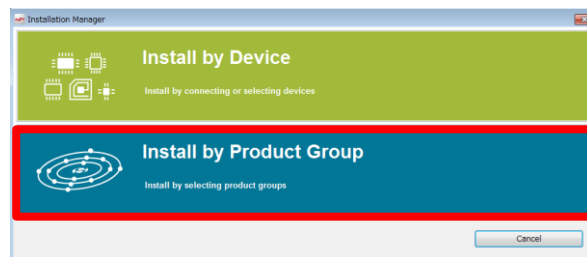 Installation Manager
Install by Device
Install by connecting or selecting devices
Install by Product Group
Install by selecting product groups
Cancel